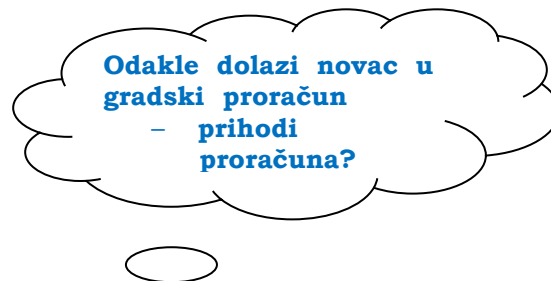 Odakle dolazi novac u
gradski proračun
– prihodi
proračuna?